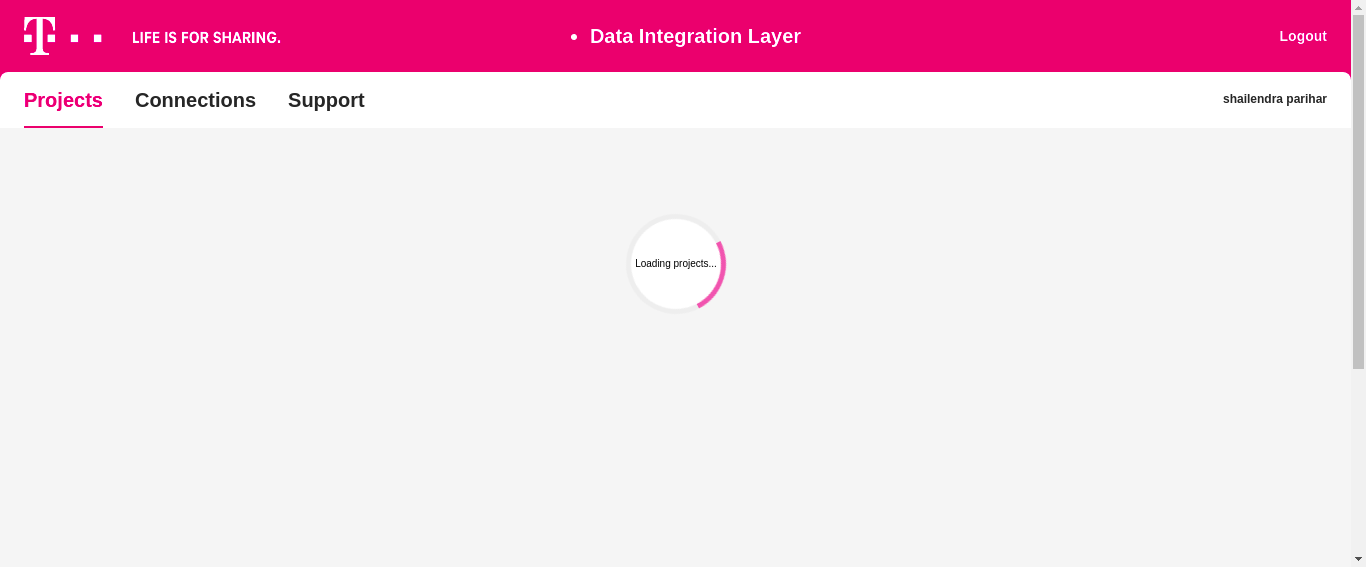 T
LIFE IS FOR SHARING.
• Data Integration Layer
Logout
Projects
Connections
Support
shailendra parihar
Loading projects...